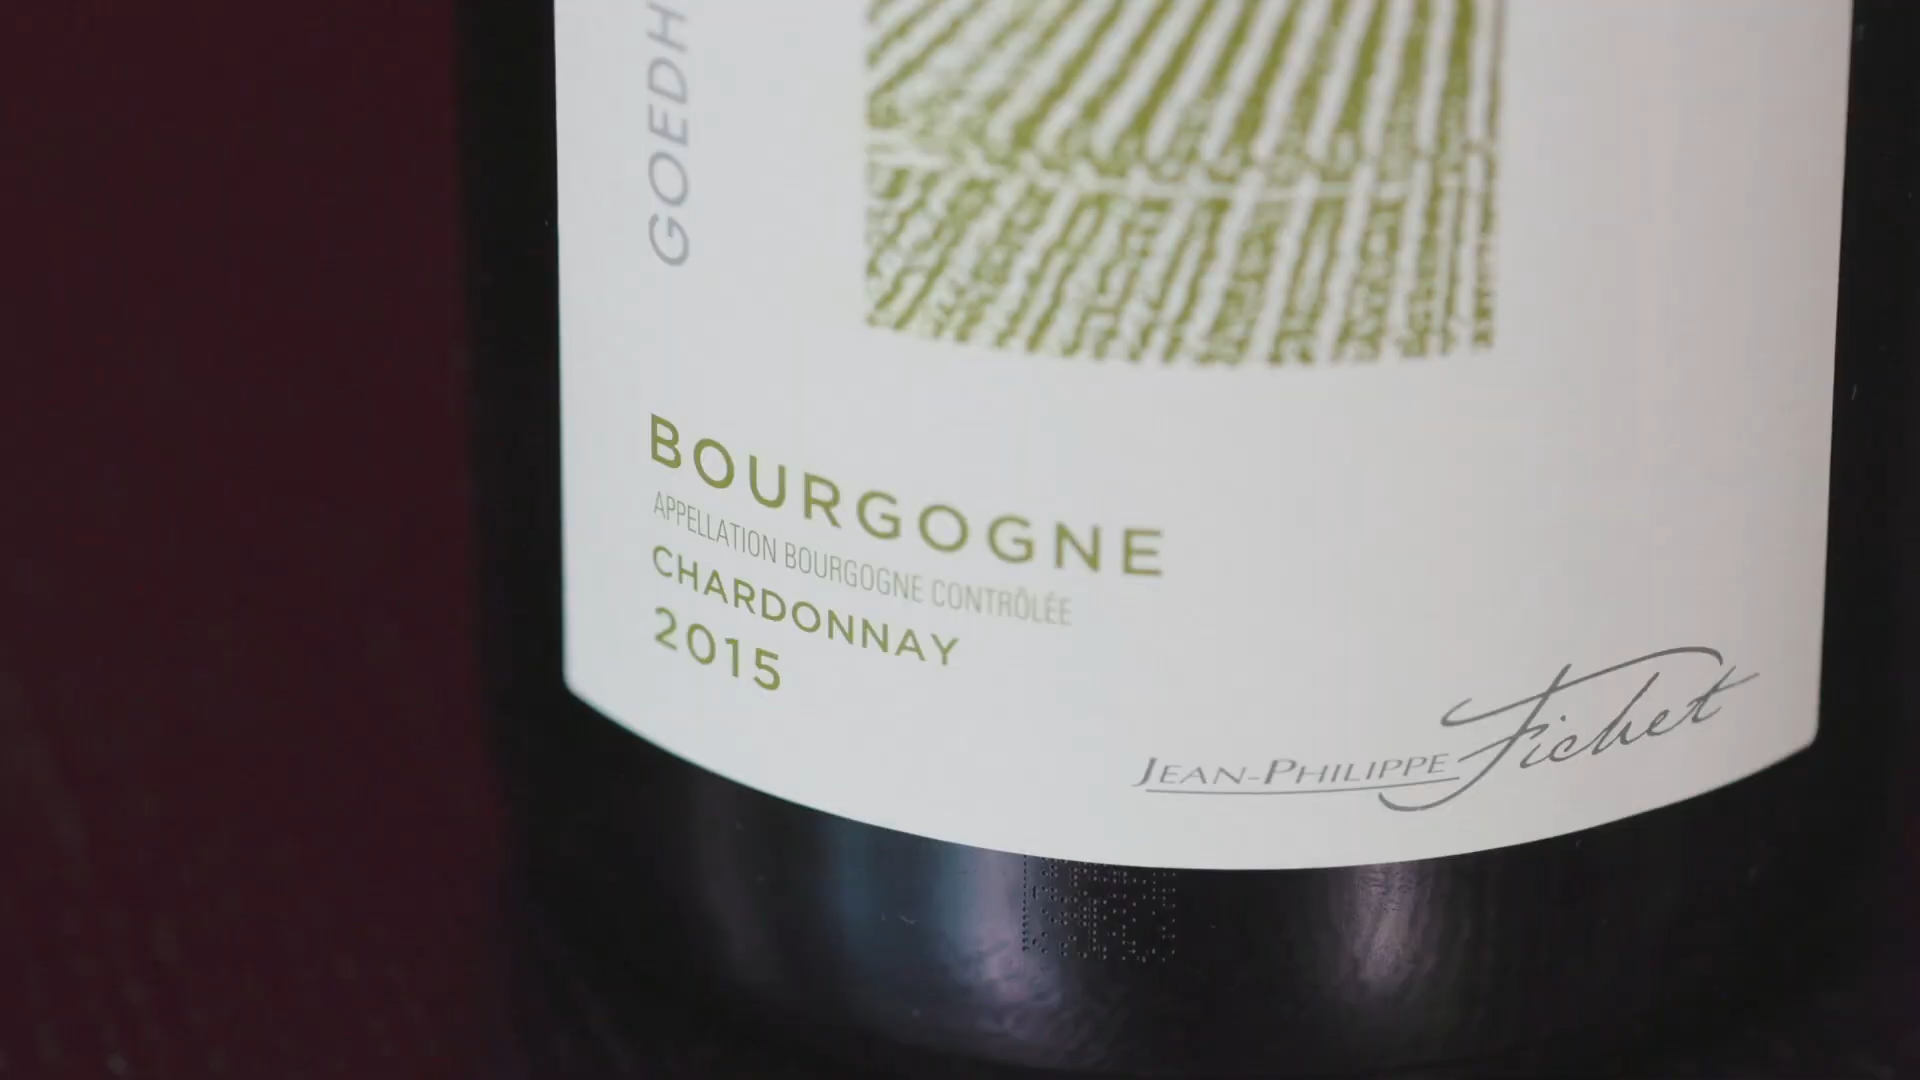 GOEDH
BOURGOGNE
APPELLATION BOURGOGNE CONTRÔLÉE
CHARDONNAY
2015
JEAN-PHILIPPE Fichet